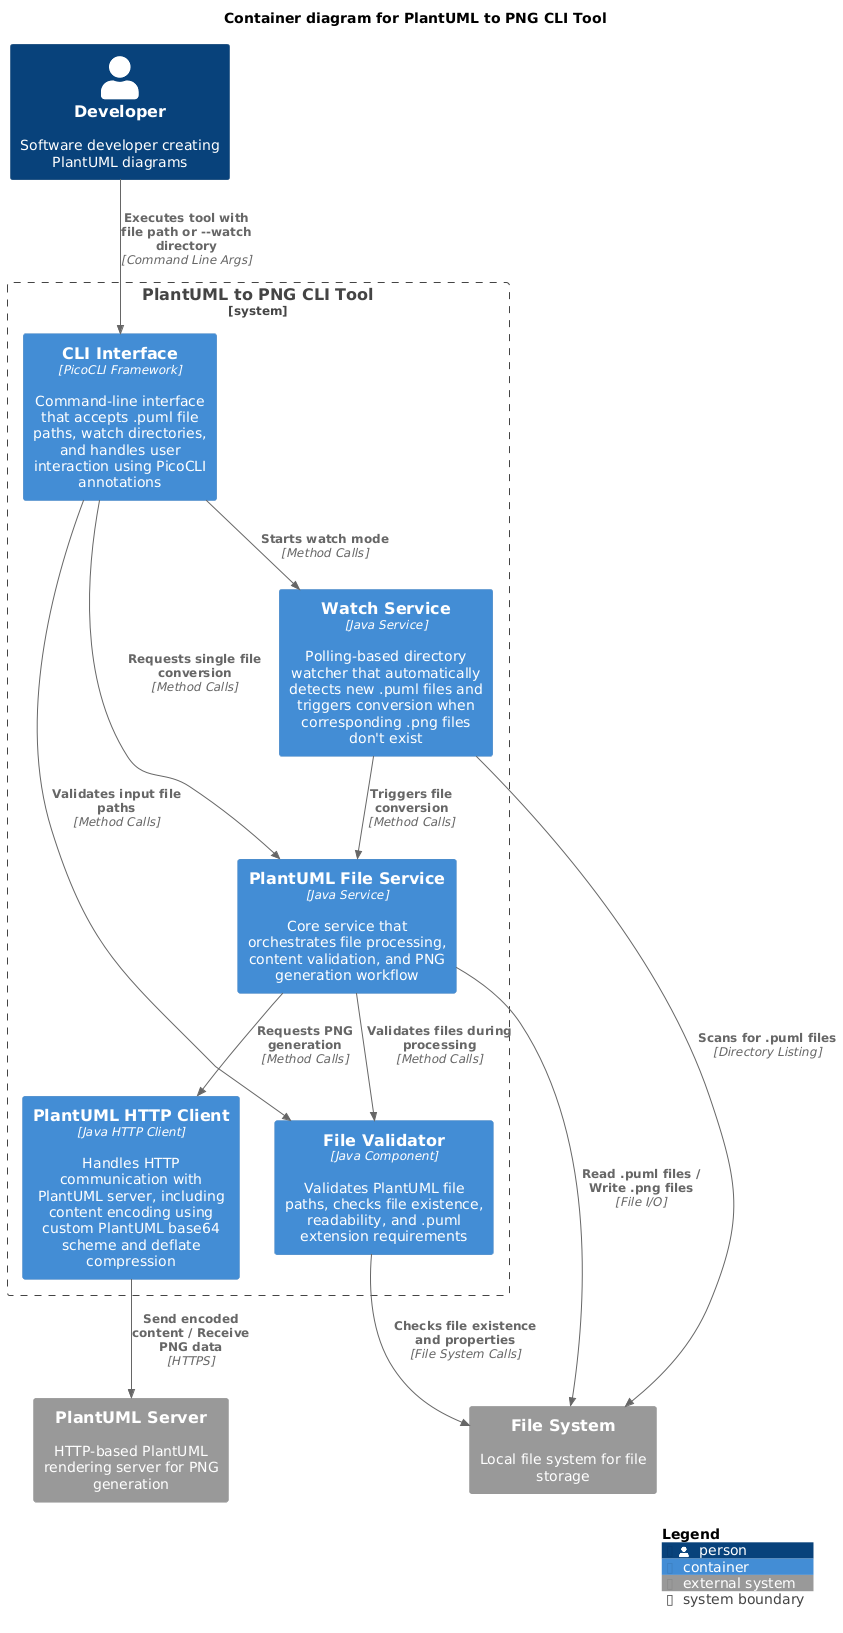 Container diagram for PlantUML to PNG CLI Tool
Developer
Software developer creating
PlantUML diagrams
Executes tool with
file path or --watch
directory
[Command Line Args]
PlantUML to PNG CLI Tool
[system]
CLI Interface
[PicoCLI Framework]
Command-line interface
that accepts .puml file
paths, watch directories,
and handles user
interaction using PicoCLI
annotations
Starts watch mode
[Method Calls]
Watch Service
[Java Service]
Polling-based directory
watcher that automatically
detects new .puml files and
triggers conversion when
corresponding .png files
don't exist
Requests single file
conversion
[Method Calls]
Validates input file
paths
[Method Calls]
Triggers file
conversion
[Method Calls]
PlantUML File Service
[Java Service]
Core service that
orchestrates file processing,
content validation, and PNG
generation workflow
Requests PNG
generation
[Method Calls]
Validates files during
processing
[Method Calls]
Scans for .puml files
[Directory Listing]
PlantUML HTTP Client
[Java HTTP Client]
Handles HTTP
communication with
PlantUML server, including
content encoding using
custom PlantUML base64
scheme and deflate
compression
File Validator
[Java Component]
Validates PlantUML file
paths, checks file existence,
readability, and .puml
extension requirements
Read .puml files /
Write .png files
[File I/O]
Send encoded
content / Receive
PNG data
[HTTPS]
Checks file existence
and properties
[File System Calls]
PlantUML Server
HTTP-based PlantUML
rendering server for PNG
generation
File System
Local file system for file
storage
Legend
person
container
external system
system boundary